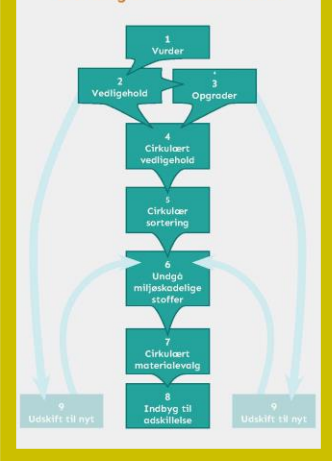 1
Vurder
2
Vedligehold
3
Opgrader
4
Cirkulært
vedligehold
5
Cirkulær
sortering
6
Undgå
miljøskadelige
stoffer
7
Cirkulært
materialevalg
8
Indbyg til
adskillelse
9
Udskift til nyt
9
Udskift til nyt